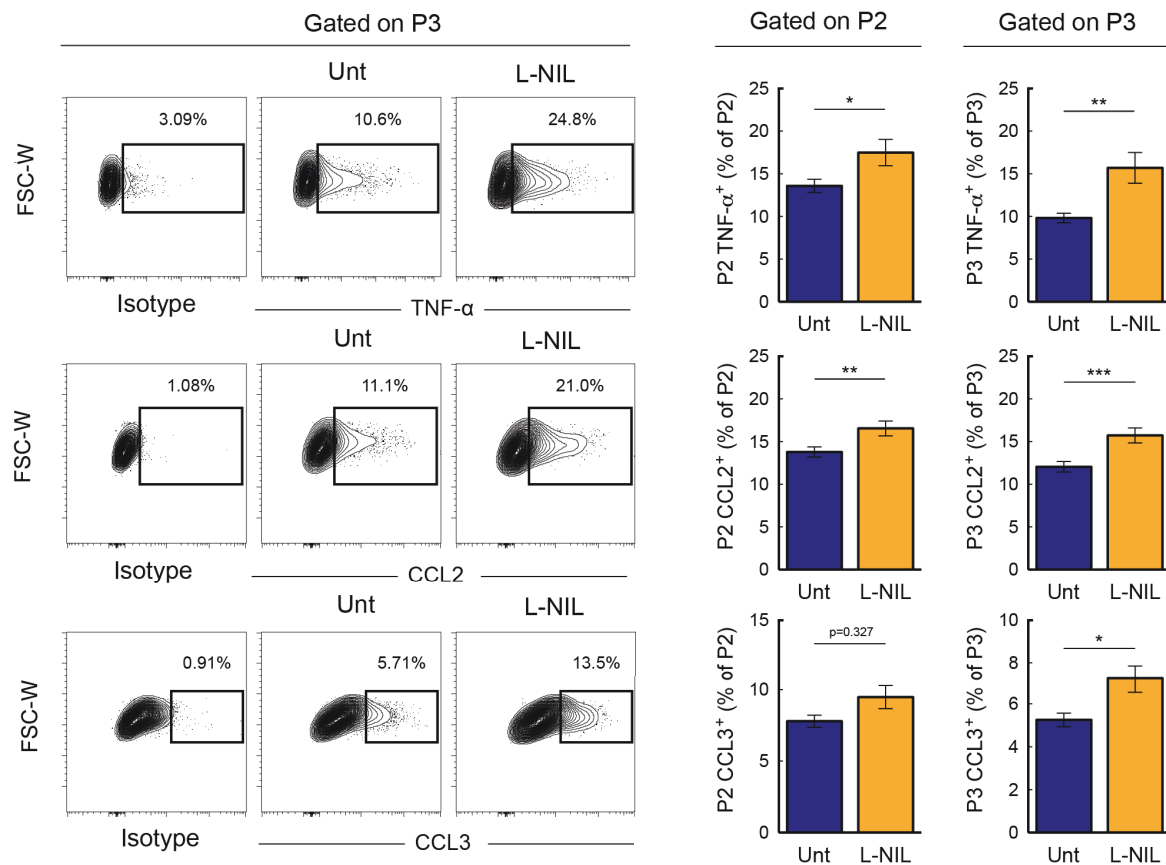 Gated on P3
Unt
L-NIL
FSC-W
3.09%
10.6%
24.8%
Isotype
TNF-α
Unt
L-NIL
FSC-W
1.08%
11.1%
21.0%
Isotype
CCL2
Unt
L-NIL
FSC-W
0.91%
5.71%
13.5%
Isotype
CCL3
Gated on P2
P2 TNF-α⁺ (% of P2)
25
20
15
10
5
0
*
Unt
L-NIL
P2 CCL2⁺ (% of P2)
25
20
15
10
5
0
**
Unt
L-NIL
P2 CCL3⁺ (% of P2)
15
10
5
0
p=0.327
Unt
L-NIL
Gated on P3
P3 TNF-α⁺ (% of P3)
25
20
15
10
5
0
**
Unt
L-NIL
P3 CCL2⁺ (% of P3)
25
20
15
10
5
0
***
Unt
L-NIL
P3 CCL3⁺ (% of P3)
10
8
6
4
2
0
*
Unt
L-NIL